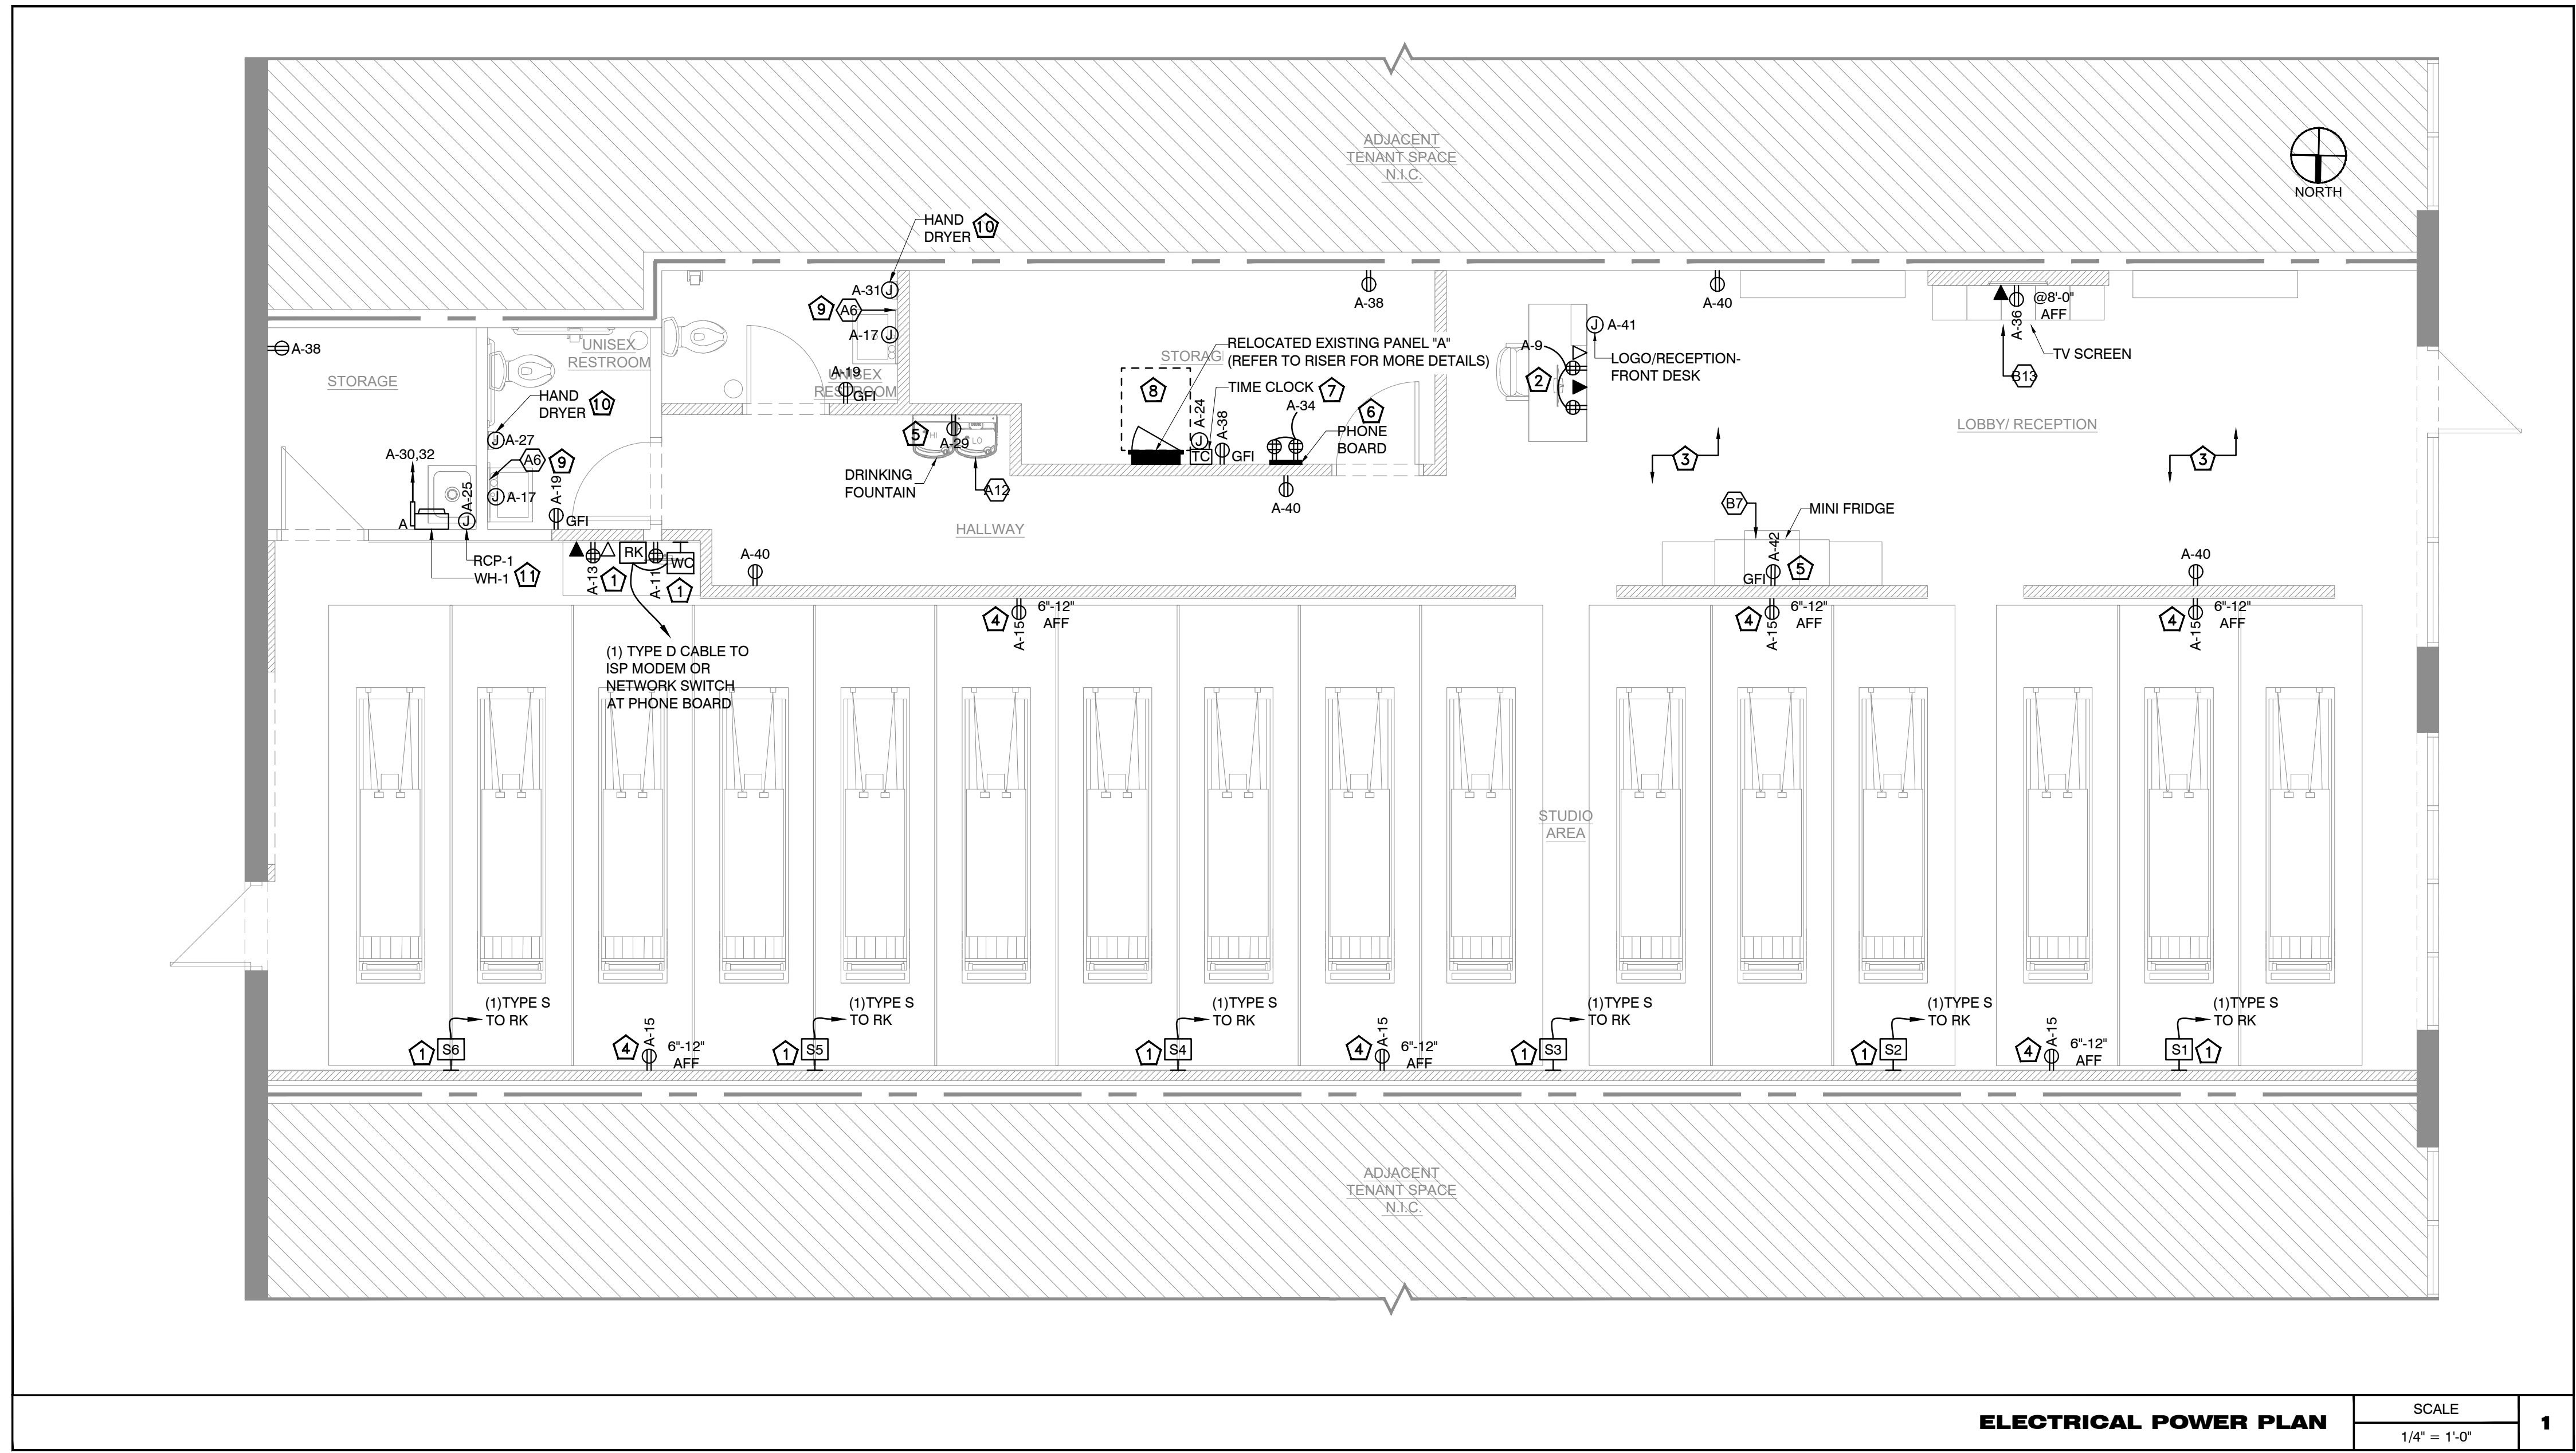 ADJACENT
TENANT SPACE
N.I.C.
NORTH
HAND
DRYER
10
A-31
J
9
A6
A-17
J
A-38
A-40
@8'-0"
AFF
A-36
TV SCREEN
B13
J
A-41
A-9
LOGO/RECEPTION-
FRONT DESK
2
RELOCATED EXISTING PANEL "A"
(REFER TO RISER FOR MORE DETAILS)
STORAG
8
TIME CLOCK
7
A-34
6
PHONE
BOARD
A-24
J
TC
A-38
GFI
A-40
A-38
STORAGE
UNISEX
RESTROOM
A-19
UNISEX
RESTROOM
GFI
HAND
DRYER
10
J
A-27
A6
9
J
A-17
A-19
GFI
A-30,32
A
A-25
J
RCP-1
WH-1
11
5
HI
LO
A-29
DRINKING
FOUNTAIN
A12
HALLWAY
LOBBY/ RECEPTION
3
3
B7
MINI FRIDGE
A-42
GFI
5
A-40
A-13
1
RK
A-11
WC
1
A-40
4
A-15
6"-12"
AFF
4
A-15
6"-12"
AFF
4
A-15
6"-12"
AFF
(1) TYPE D CABLE TO
ISP MODEM OR
NETWORK SWITCH
AT PHONE BOARD
STUDIO
AREA
(1)TYPE S
TO RK
1
S6
4
A-15
6"-12"
AFF
(1)TYPE S
TO RK
1
S5
(1)TYPE S
TO RK
1
S4
4
A-15
6"-12"
AFF
(1)TYPE S
TO RK
1
S3
(1)TYPE S
TO RK
1
S2
4
A-15
6"-12"
AFF
(1)TYPE S
TO RK
S1
1
ADJACENT
TENANT SPACE
N.I.C.
ELECTRICAL POWER PLAN
SCALE
1/4" = 1'-0"
1